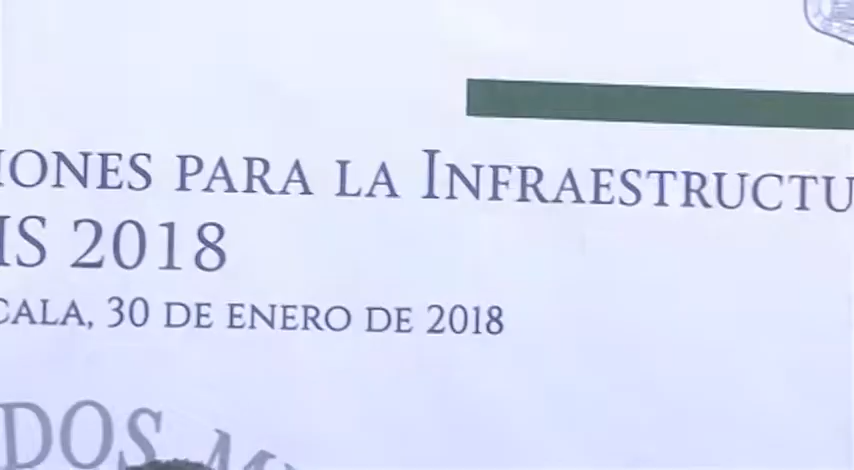 IONES PARA LA INFRAESTRUCTU
IS 2018
CALA, 30 DE ENERO DE 2018
DOS M